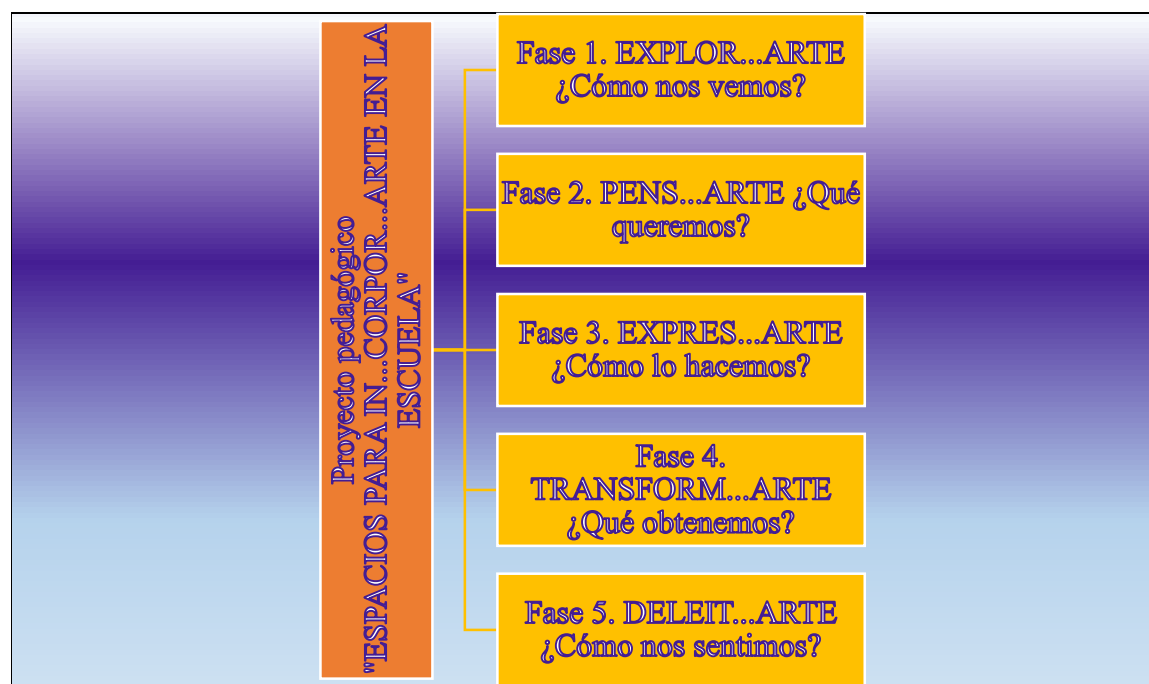 Proyecto pedagógico
"ESPACIOS PARA IN...CORPOR...ARTE EN LA
ESCUELA"
Fase 1. EXPLOR...ARTE
¿Cómo nos vemos?
Fase 2. PENS...ARTE ¿Qué
queremos?
Fase 3. EXPRES...ARTE
¿Cómo lo hacemos?
Fase 4.
TRANSFORM...ARTE
¿Qué obtenemos?
Fase 5. DELEIT...ARTE
¿Cómo nos sentimos?